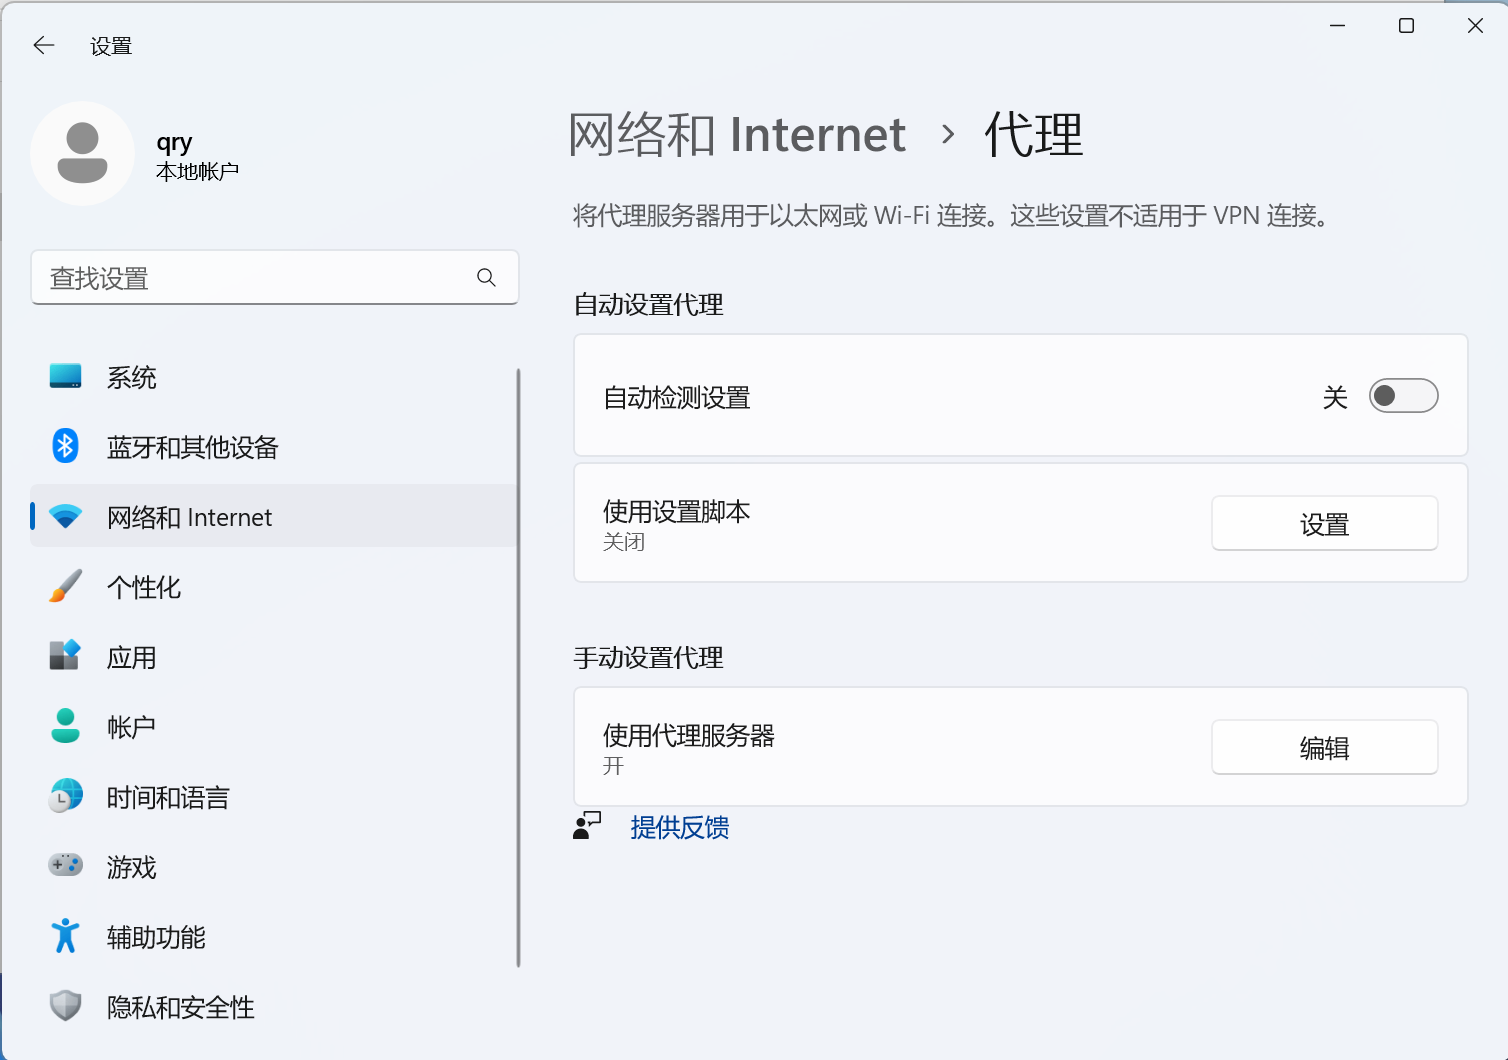 设置
qry
本地帐户
查找设置
系统
蓝牙和其他设备
网络和 Internet
个性化
应用
帐户
时间和语言
游戏
辅助功能
隐私和安全性
网络和 Internet › 代理
将代理服务器用于以太网或 Wi-Fi 连接。这些设置不适用于 VPN 连接。
自动设置代理
自动检测设置 关
使用设置脚本
关闭
设置
手动设置代理
使用代理服务器
开
编辑
提供反馈